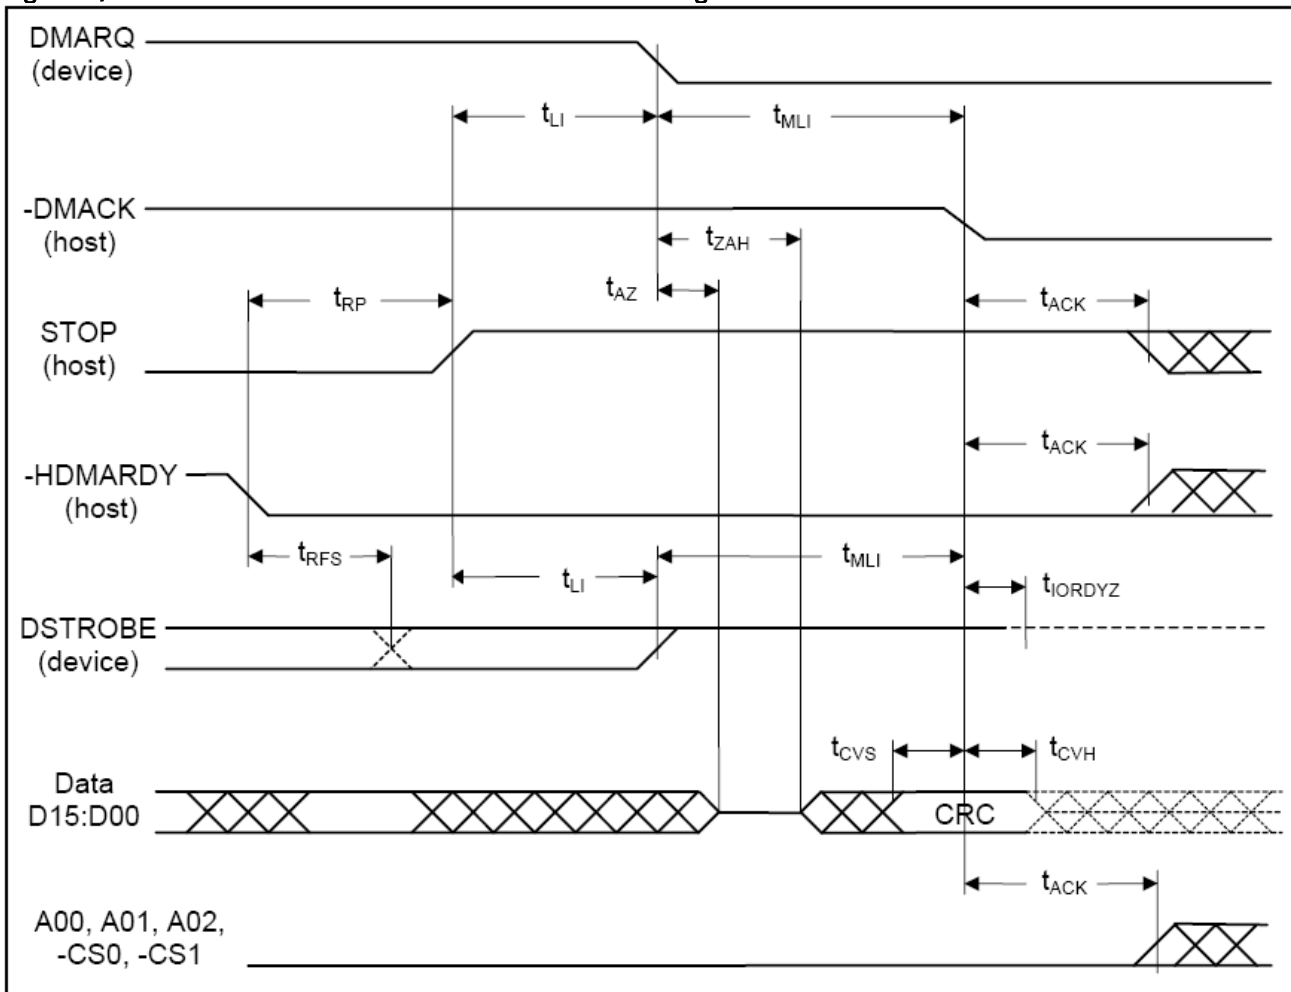 DMARQ
(device)
tLI
tMLI
-DMACK
(host)
tZAH
tAZ
tRP
tACK
STOP
(host)
tACK
-HDMARDY
(host)
tRFS
tMLI
tLI
tIORDYZ
DSTROBE
(device)
tCVS
tCVH
Data
D15:D00
CRC
tACK
A00, A01, A02,
-CS0, -CS1